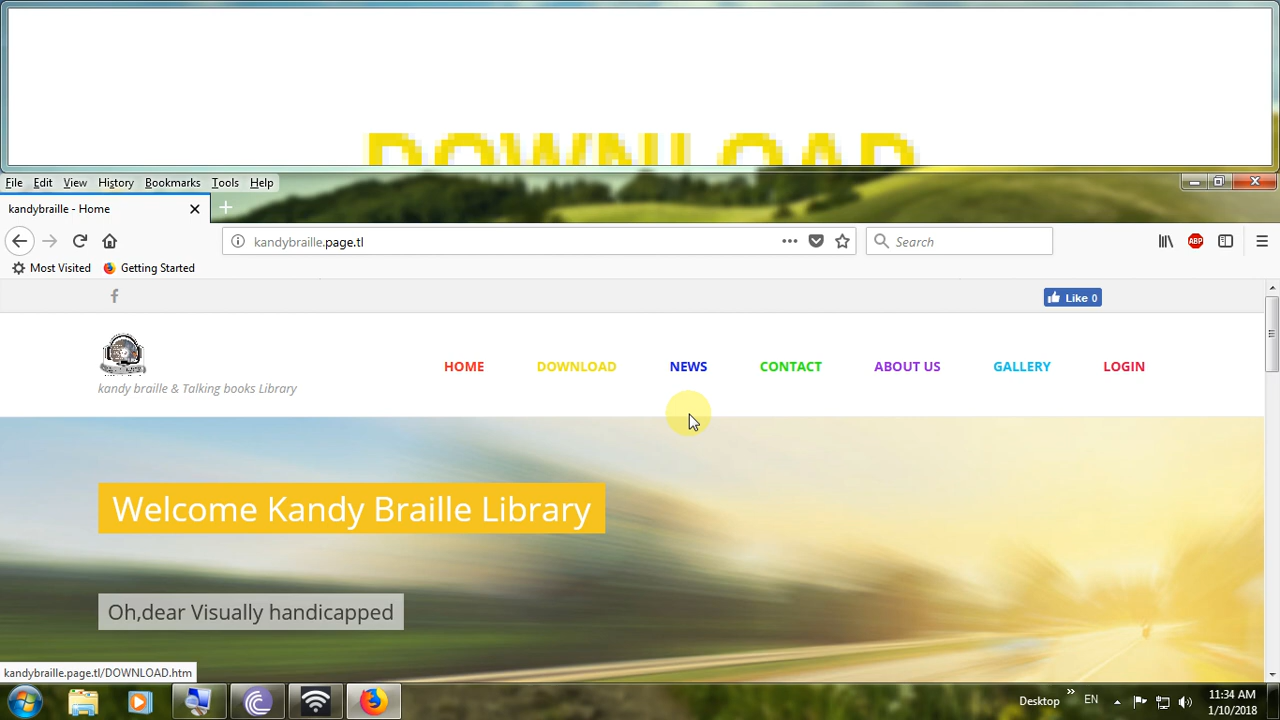 DOWNLOAD
File Edit View History Bookmarks Tools Help
kandybraille - Home
kandybraille.page.tl
Search
ABP
Most Visited Getting Started
Like 0
kandy braille & Talking books Library
HOME DOWNLOAD NEWS CONTACT ABOUT US GALLERY LOGIN
Welcome Kandy Braille Library
Oh,dear Visually handicapped
kandybraille.page.tl/DOWNLOAD.htm
Desktop EN 11:34 AM
1/10/2018